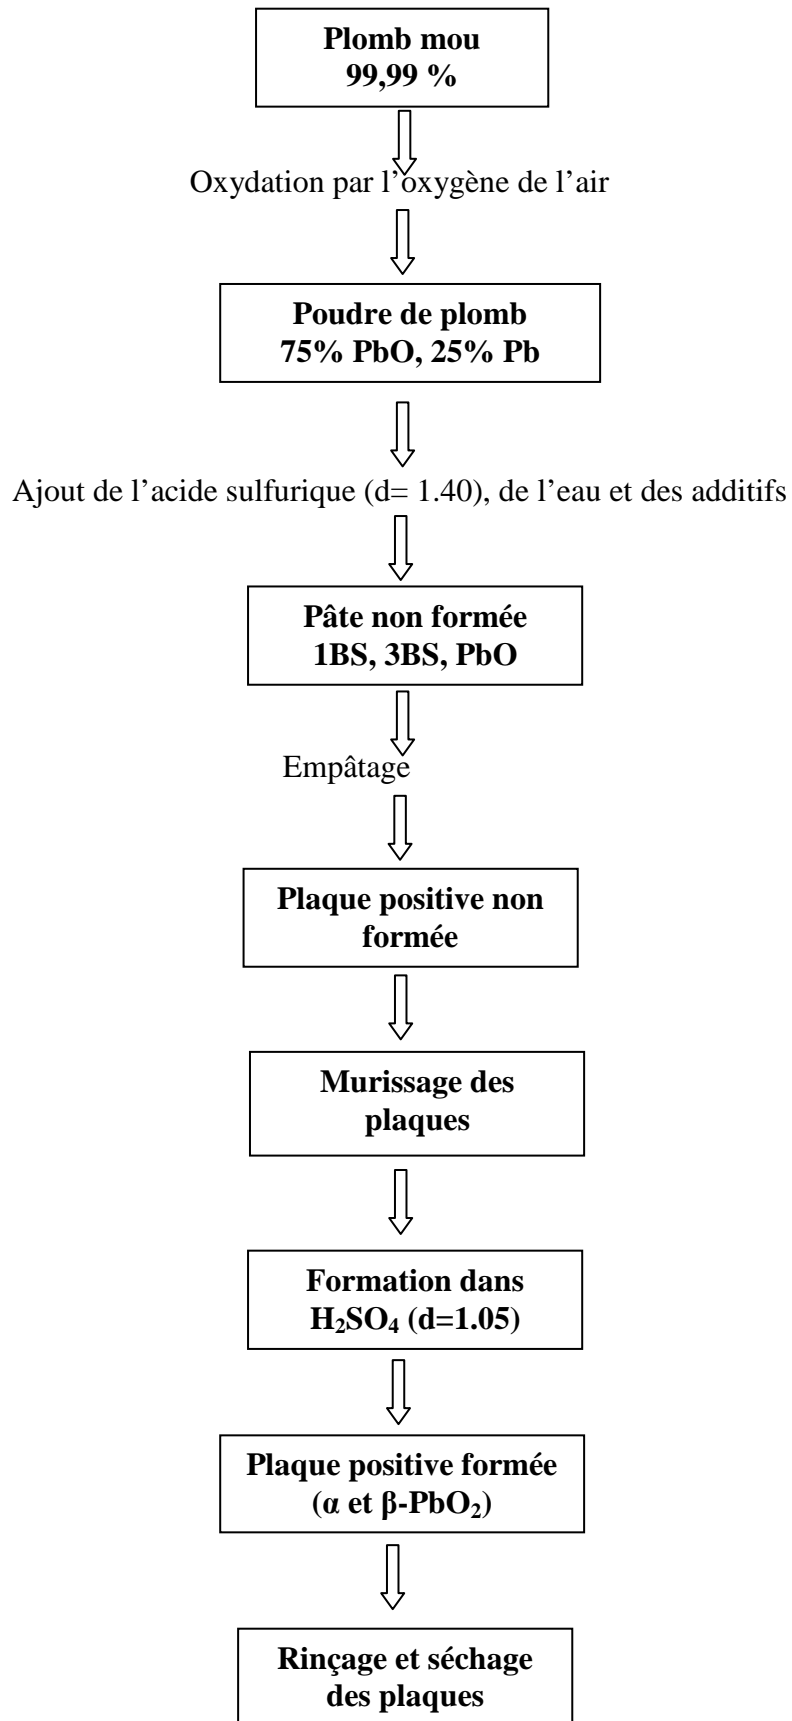 Plomb mou
99,99 %
Oxydation par l’oxygène de l’air
Poudre de plomb
75% PbO, 25% Pb
Ajout de l’acide sulfurique (d= 1.40), de l’eau et des additifs
Pâte non formée
1BS, 3BS, PbO
Empâtage
Plaque positive non
formée
Murissage des
plaques
Formation dans
H₂SO₄ (d=1.05)
Plaque positive formée
(α et β-PbO₂)
Rinçage et séchage
des plaques